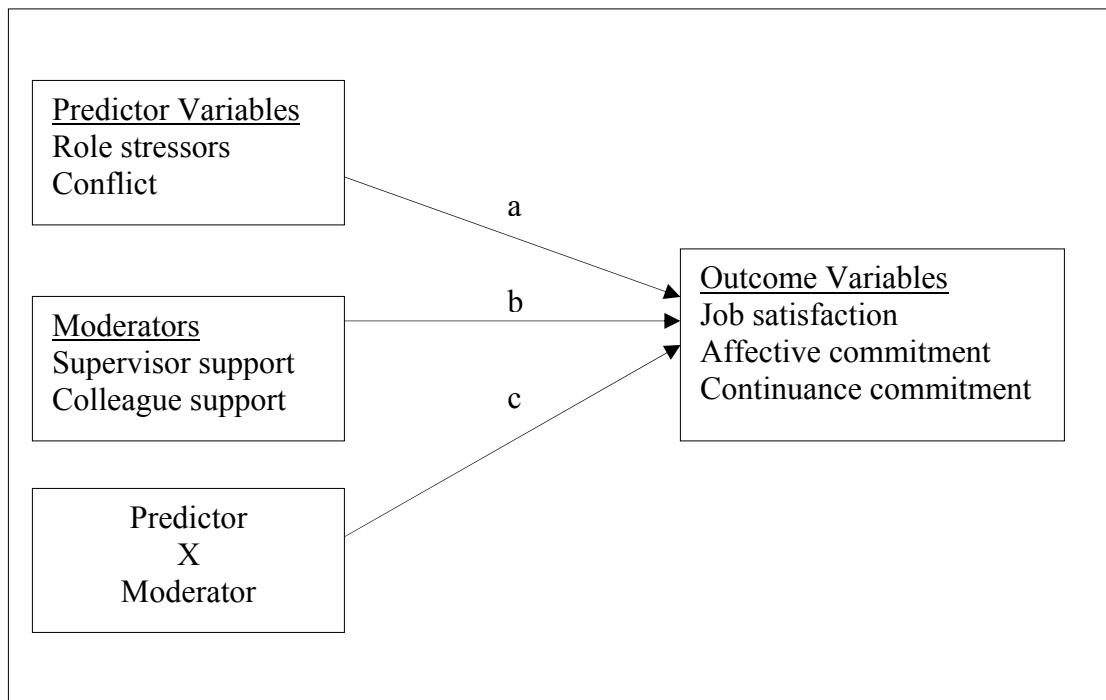 Predictor Variables
Role stressors
Conflict
a
Moderators
Supervisor support
Colleague support
b
Predictor
X
Moderator
c
Outcome Variables
Job satisfaction
Affective commitment
Continuance commitment